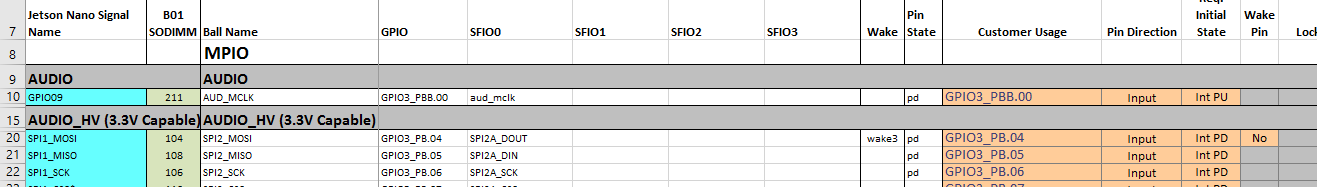 Req.
Jetson Nano Signal B01 Pin Initial Wake
7 Name SODIMM Ball Name GPIO SFIO0 SFIO1 SFIO2 SFIO3 Wake State Customer Usage Pin Direction State Pin Lock
8 MPIO
9 AUDIO AUDIO
10 GPIO09 211 AUD_MCLK GPIO3_PBB.00 aud_mclk pd GPIO3_PBB.00 Input Int PU
15 AUDIO_HV (3.3V Capable) AUDIO_HV (3.3V Capable)
20 SPI1_MOSI 104 SPI2_MOSI GPIO3_PB.04 SPI2A_DOUT wake3 pd GPIO3_PB.04 Input Int PD No
21 SPI1_MISO 108 SPI2_MISO GPIO3_PB.05 SPI2A_DIN pd GPIO3_PB.05 Input Int PD
22 SPI1_SCK 106 SPI2_SCK GPIO3_PB.06 SPI2A_SCK pd GPIO3_PB.06 Input Int PD